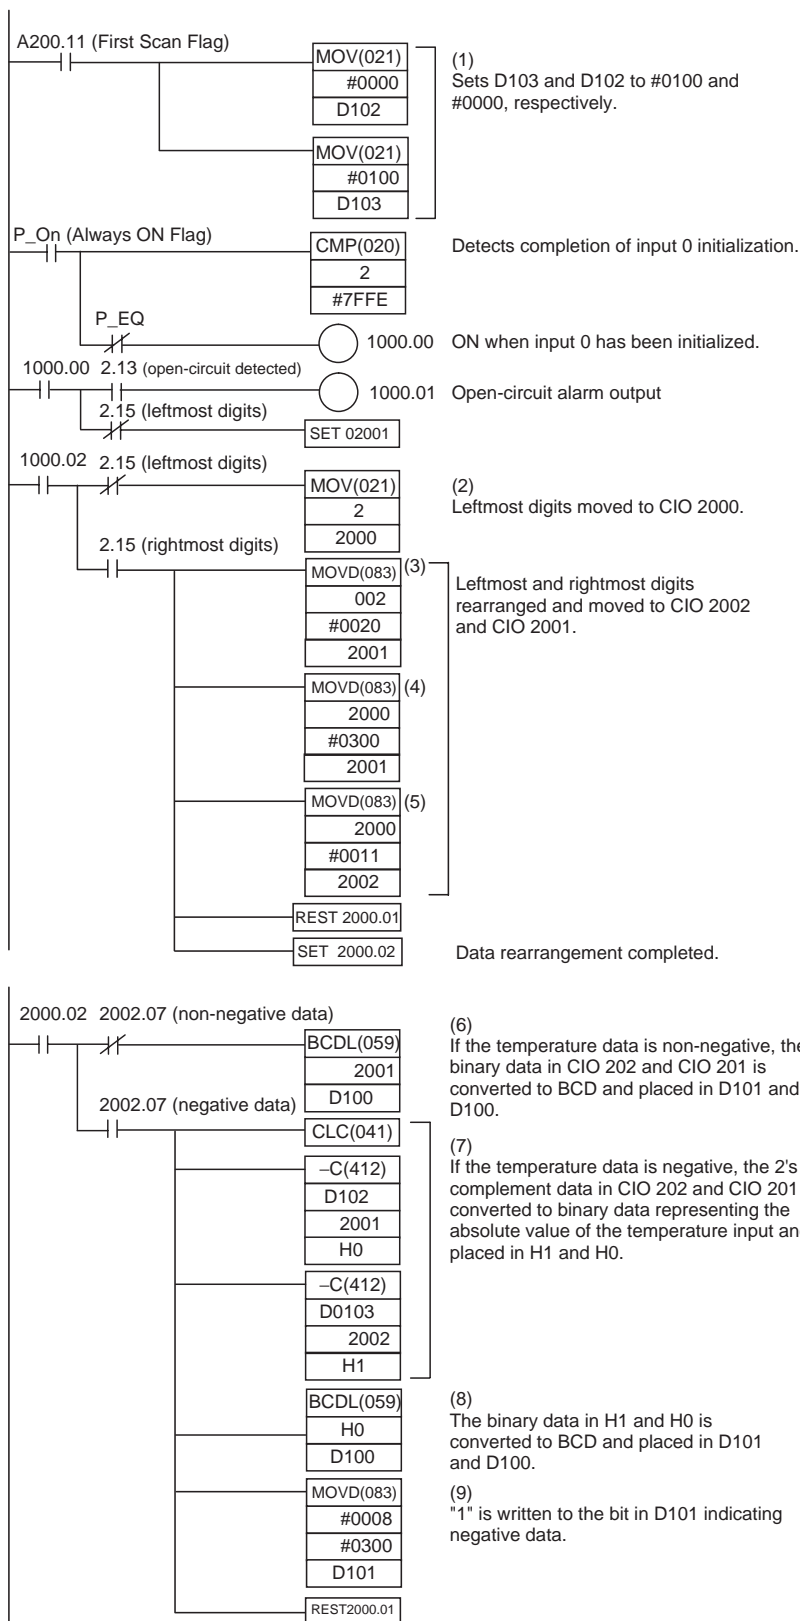 A200.11 (First Scan Flag)
MOV(021)
#0000
D102
(1)
Sets D103 and D102 to #0100 and
#0000, respectively.
MOV(021)
#0100
D103
P_On (Always ON Flag)
CMP(020)
2
#7FFE
Detects completion of input 0 initialization.
P_EQ
1000.00 ON when input 0 has been initialized.
1000.00 2.13 (open-circuit detected)
1000.01 Open-circuit alarm output
2.15 (leftmost digits)
SET 02001
1000.02 2.15 (leftmost digits)
MOV(021)
2
2000
(2)
Leftmost digits moved to CIO 2000.
2.15 (rightmost digits)
MOVD(083) (3)
002
#0020
2001
Leftmost and rightmost digits
rearranged and moved to CIO 2002
and CIO 2001.
MOVD(083) (4)
2000
#0300
2001
MOVD(083) (5)
2000
#0011
2002
REST 2000.01
SET 2000.02 Data rearrangement completed.
2000.02 2002.07 (non-negative data)
BCDL(059)
2001
D100
(6)
If the temperature data is non-negative, the
binary data in CIO 202 and CIO 201 is
converted to BCD and placed in D101 and
D100.
2002.07 (negative data)
CLC(041)
–C(412)
D102
2001
H0
(7)
If the temperature data is negative, the 2's
complement data in CIO 202 and CIO 201
converted to binary data representing the
absolute value of the temperature input an
placed in H1 and H0.
–C(412)
D0103
2002
H1
BCDL(059)
H0
D100
(8)
The binary data in H1 and H0 is
converted to BCD and placed in D101
and D100.
MOVD(083)
#0008
#0300
D101
(9)
"1" is written to the bit in D101 indicating
negative data.
REST2000.01